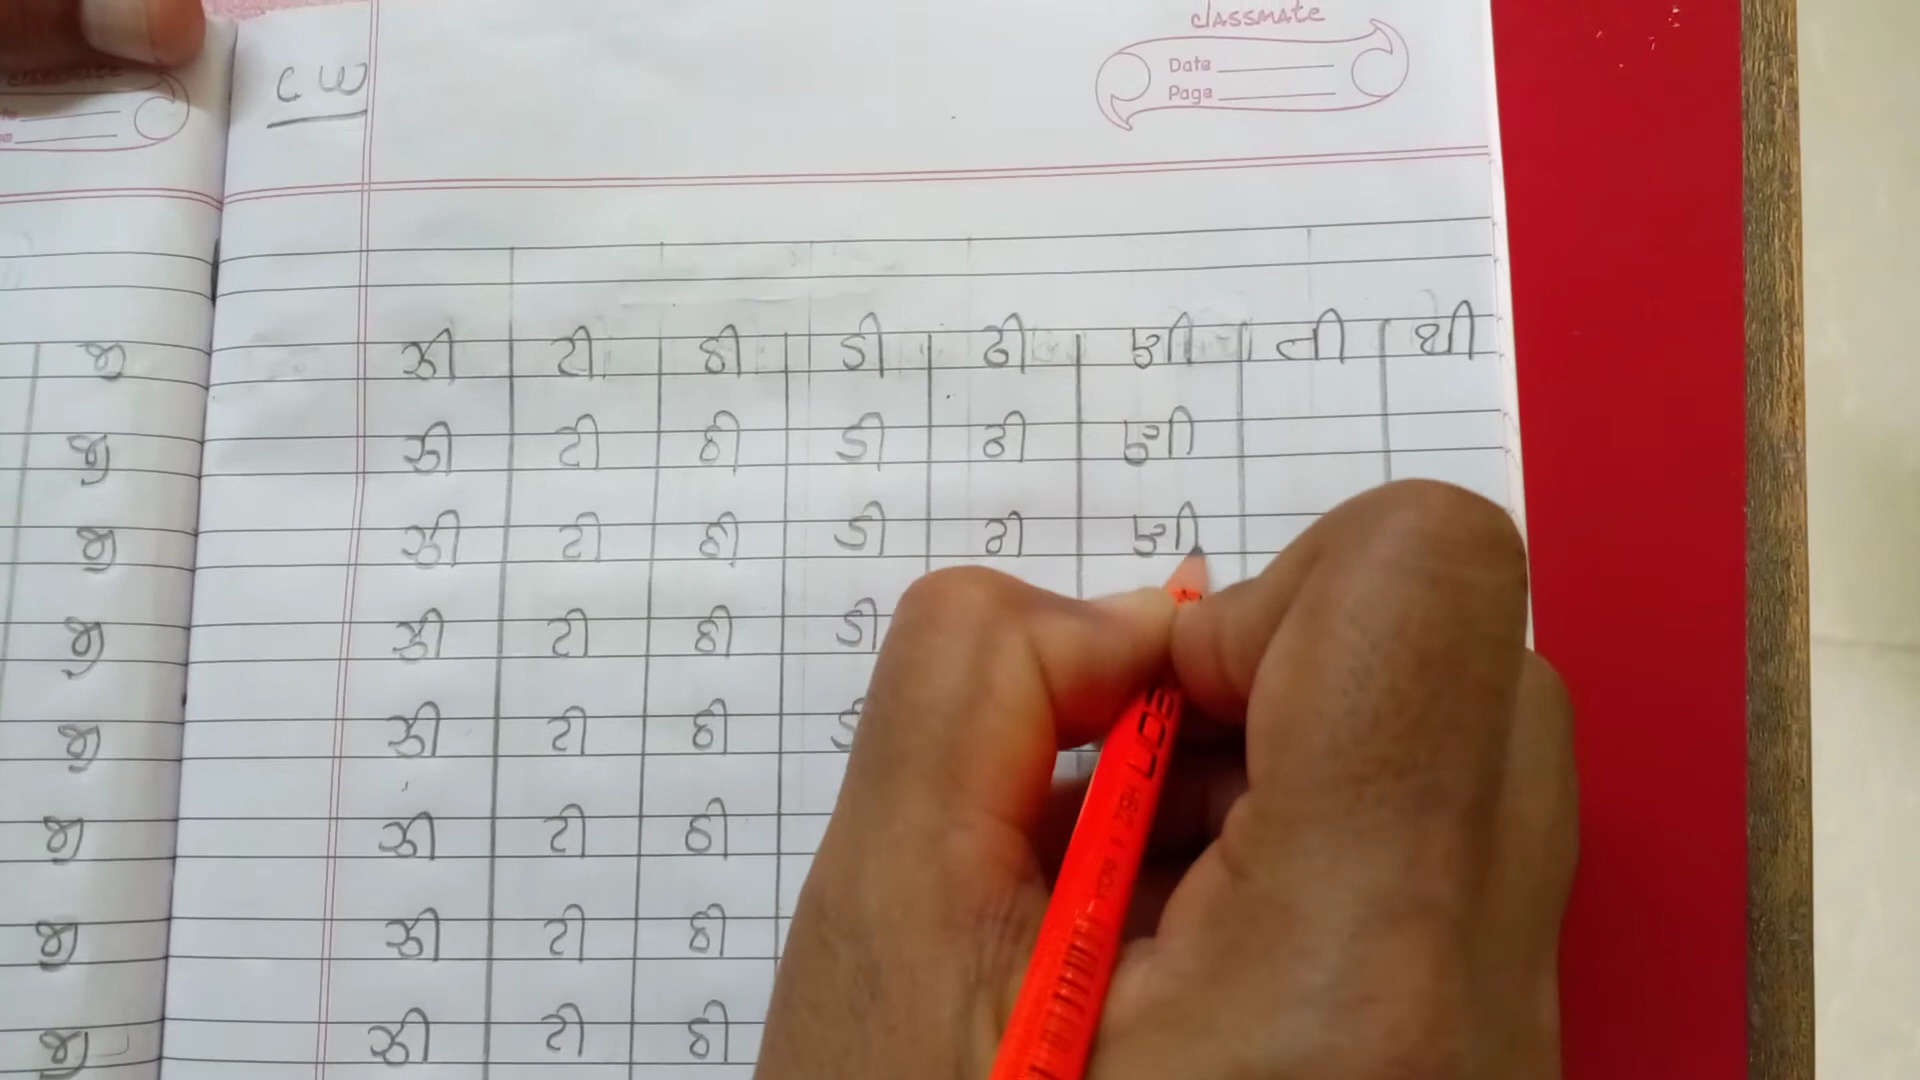 classmate
Date
Page
CW
જી ઝી ટી ઠી ડી ઢી ણી તી થી
જી ઝી ટી ઠી ડી ઢી ણી
જી ઝી ટી ઠી ડી ઢી ણી
જી ઝી ટી ઠી ડી
જી ઝી ટી ઠી
જી ઝી ટી ઠી
જી ઝી ટી ઠી
જી ઝી ટી ઠી